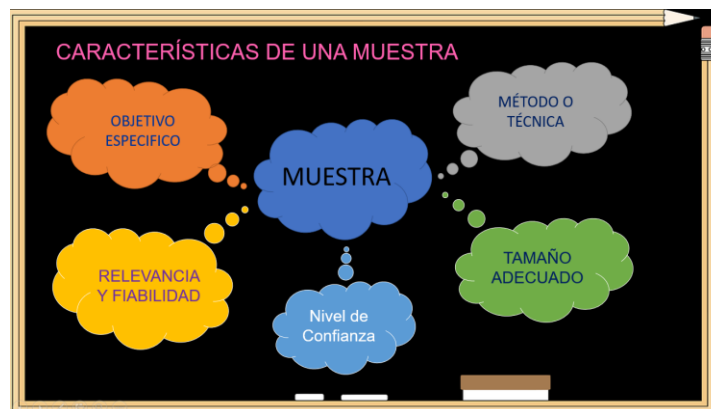 CARACTERÍSTICAS DE UNA MUESTRA
OBJETIVO
ESPECIFICO
MÉTODO O
TÉCNICA
MUESTRA
RELEVANCIA
Y FIABILIDAD
TAMAÑO
ADECUADO
Nivel de
Confianza